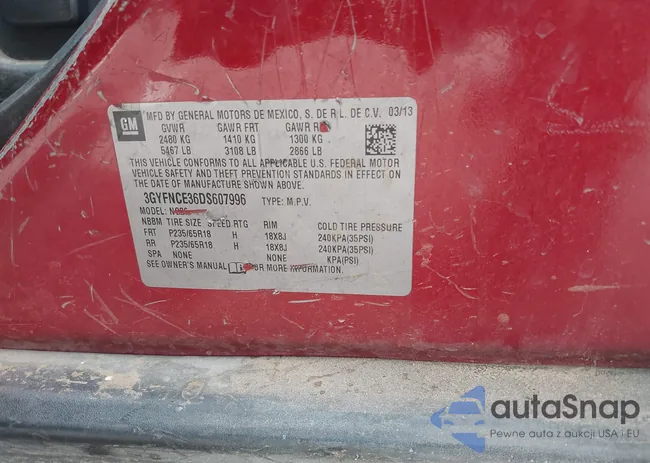 GM
MFD BY GENERAL MOTORS DE MEXICO, S. DE R L. DE C.V. 03/13
GVWR GAWR FRT GAWR
2480 KG 1410 KG 1300 KG
5467 LB 3108 LB 2866 LB
THIS VEHICLE CONFORMS TO ALL APPLICABLE U.S. FEDERAL MOTOR
VEHICLE SAFETY AND THEFT PREVENTION STANDARDS IN EFFECT ON
THE DATE OF MANUFACTURE SHOWN ABOVE.
3GYFNCE36DS607996 TYPE: M.P.V.
MODEL:
NBBM TIRE SIZE SPEED RTG RIM COLD TIRE PRESSURE
FRT P235/65R18 H 18X8J 240KPA(35PSI)
RR P235/65R18 H 18X8J 240KPA(35PSI)
SPA NONE NONE KPA(PSI)
SEE OWNER'S MANUAL FOR MORE INFORMATION.
autaSnap
Pewne auta z aukcji USA i EU